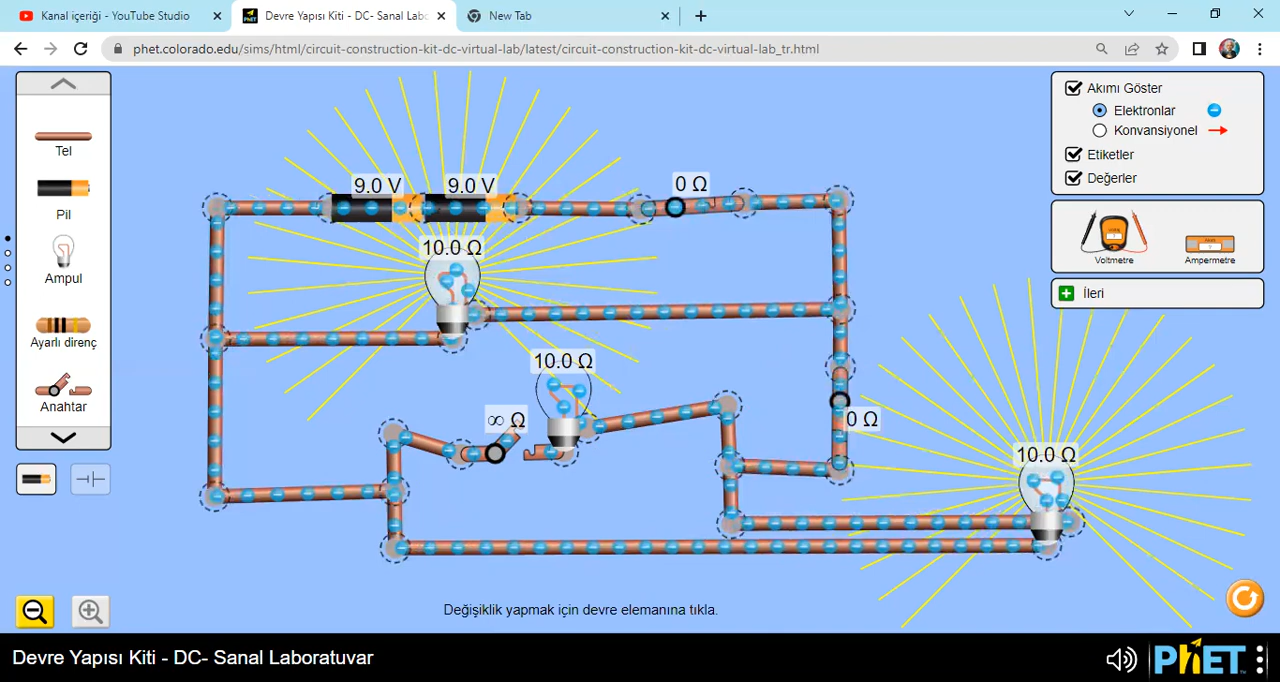 Kanal içeriği - YouTube Studio
Devre Yapısı Kiti - DC- Sanal Labo
New Tab
phet.colorado.edu/sims/html/circuit-construction-kit-dc-virtual-lab/latest/circuit-construction-kit-dc-virtual-lab_tr.html
Tel
Pil
Ampul
Ayarlı direnç
Anahtar
9.0 V
9.0 V
0 Ω
10.0 Ω
10.0 Ω
∞ Ω
0 Ω
10.0 Ω
Akımı Göster
Elektronlar
Konvansiyonel
Etiketler
Değerler
Voltmetre
Ampermetre
İleri
Değişiklik yapmak için devre elemanına tıkla.
Devre Yapısı Kiti - DC- Sanal Laboratuvar
PhET